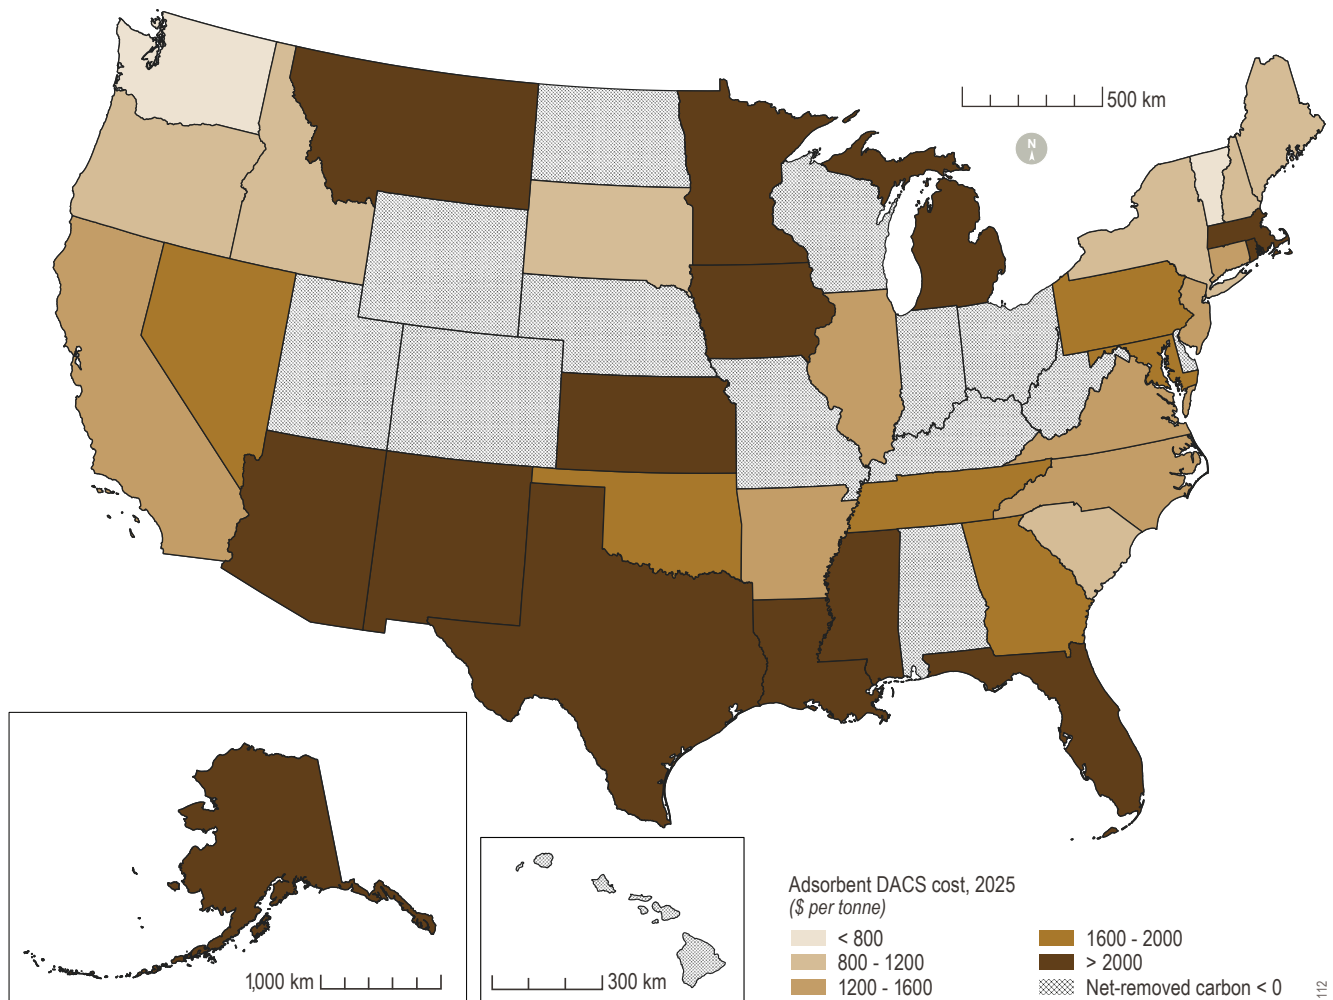 500 km
N
1,000 km
300 km
Adsorbent DACS cost, 2025
($ per tonne)
< 800
800 - 1200
1200 - 1600
1600 - 2000
> 2000
Net-removed carbon < 0
112